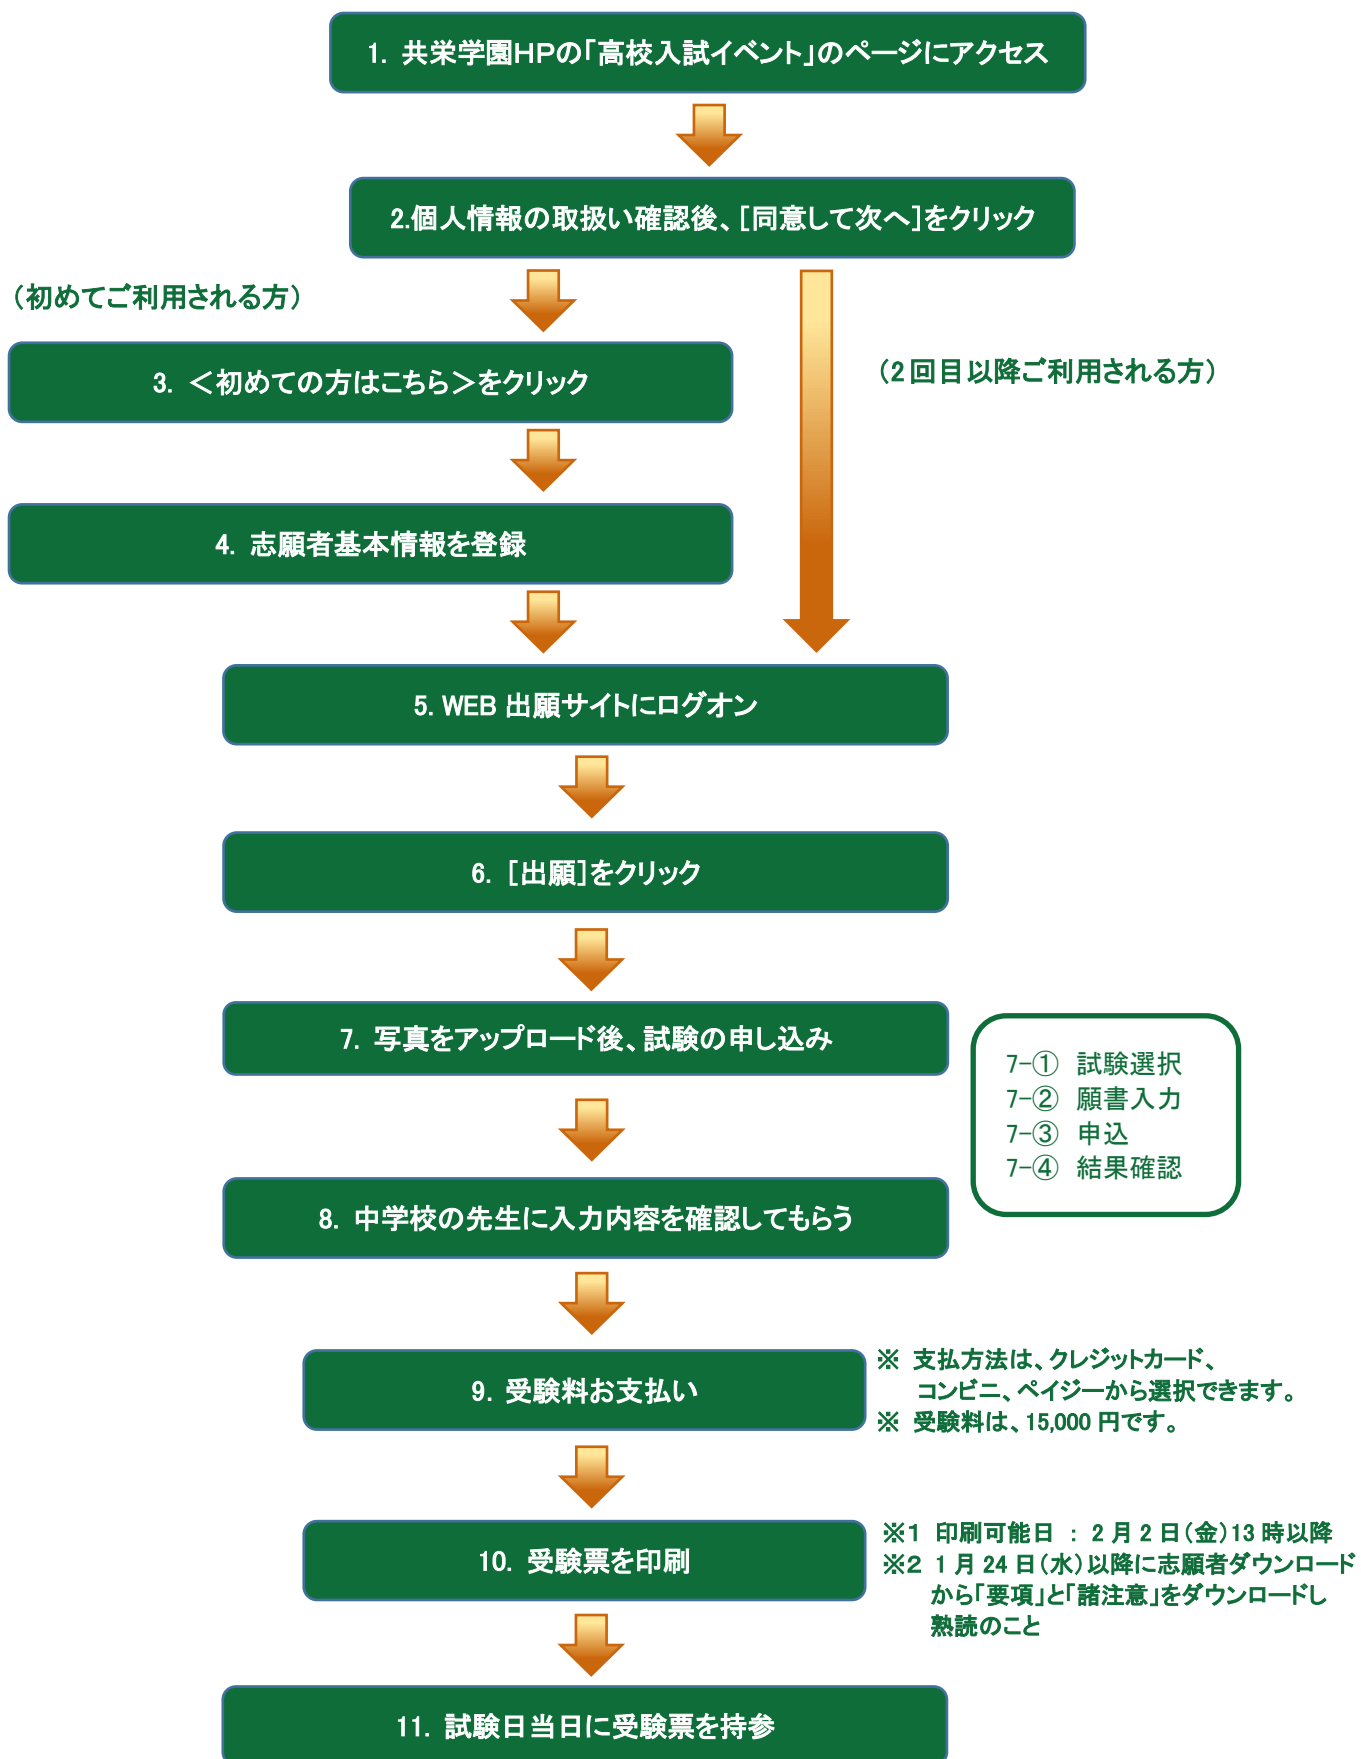 1. 共栄学園HPの「高校入試イベント」のページにアクセス
2.個人情報の取扱い確認後、[同意して次へ]をクリック
（初めてご利用される方）
3. ＜初めての方はこちら＞をクリック
（2回目以降ご利用される方）
4. 志願者基本情報を登録
5. WEB 出願サイトにログオン
6. [出願]をクリック
7. 写真をアップロード後、試験の申し込み
7-① 試験選択
7-② 願書入力
7-③ 申込
7-④ 結果確認
8. 中学校の先生に入力内容を確認してもらう
9. 受験料お支払い
※ 支払方法は、クレジットカード、
コンビニ、ペイジーから選択できます。
※ 受験料は、15,000 円です。
10. 受験票を印刷
※1 印刷可能日 : 2 月 2 日（金）13 時以降
※2 1 月 24 日（水）以降に志願者ダウンロード
から「要項」と「諸注意」をダウンロードし
熟読のこと
11. 試験日当日に受験票を持参